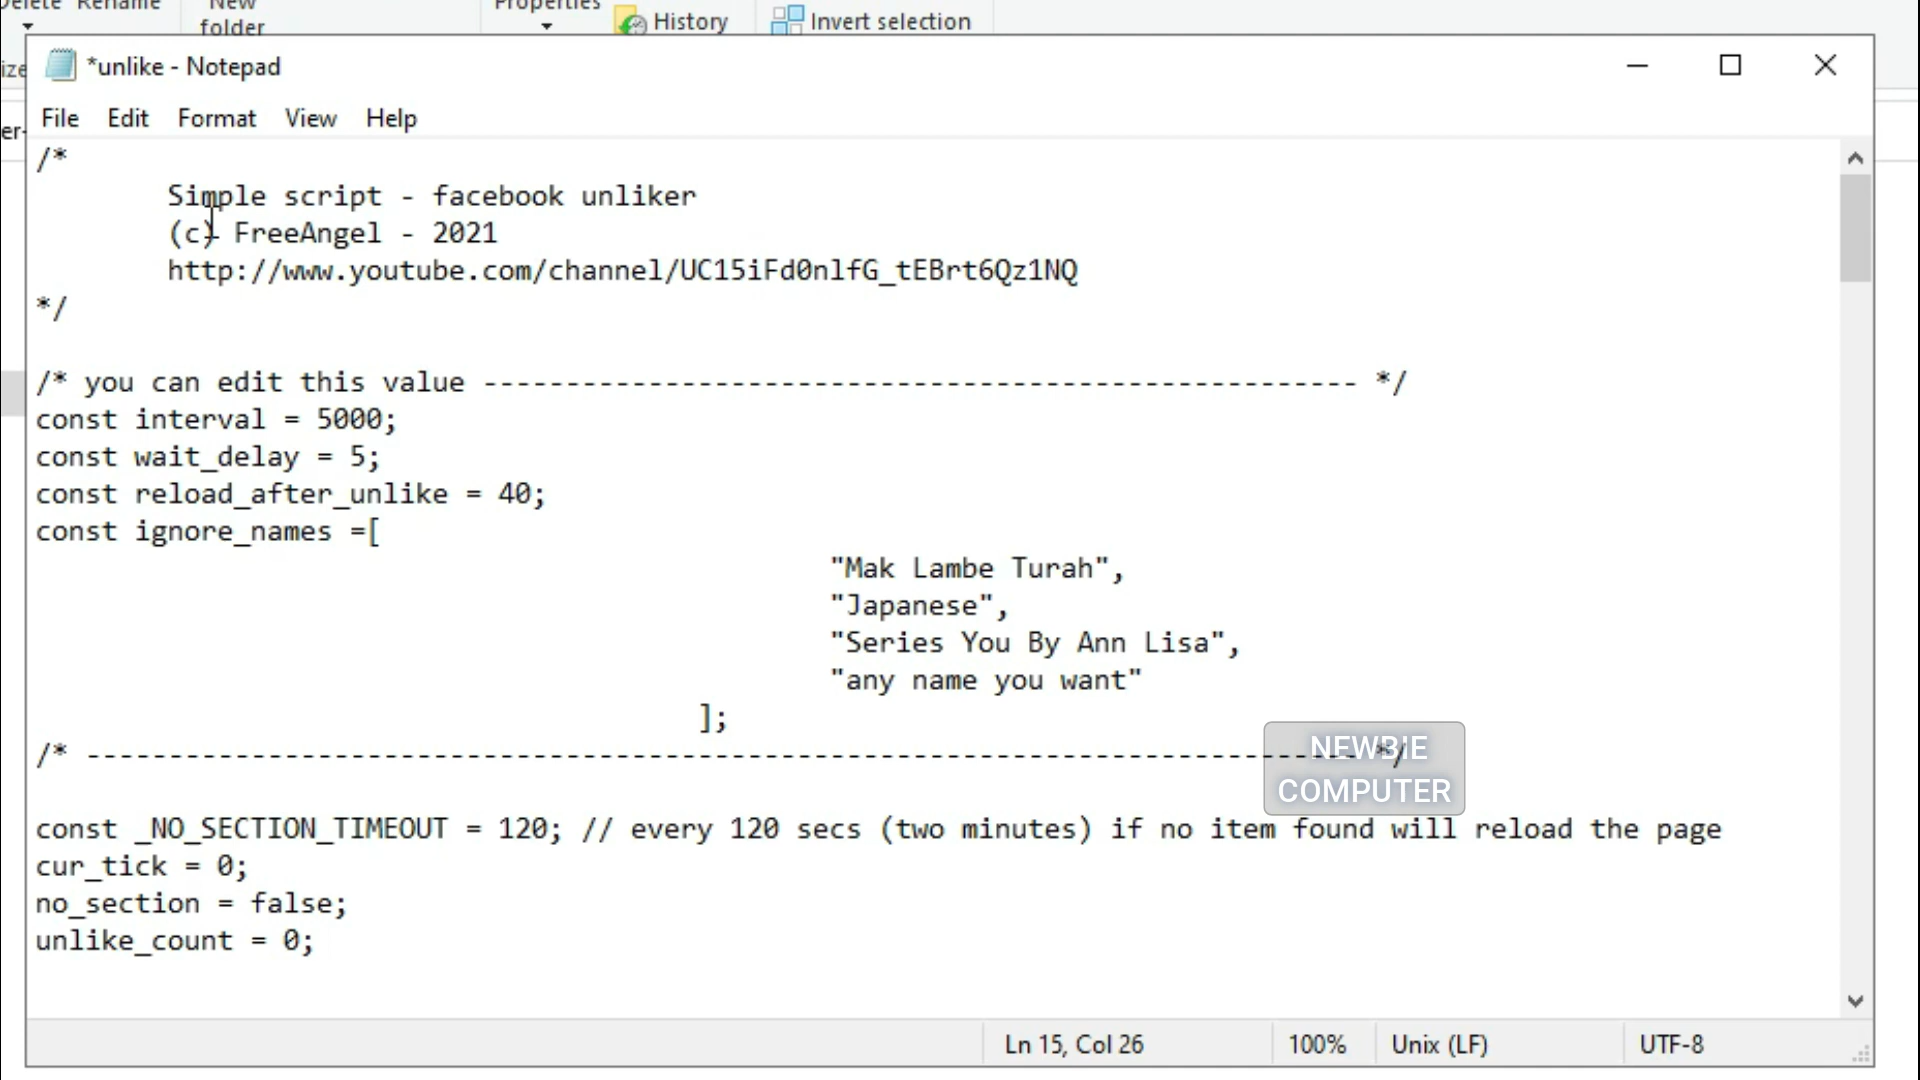 Delete Rename New Properties
folder History Invert selection
*unlike - Notepad
File Edit Format View Help
/*
Simple script - facebook unliker
(c) FreeAngel - 2021
http://www.youtube.com/channel/UC15iFd0nlfG_tEBrt6Qz1NQ
*/
/* you can edit this value ----------------------------------------------------- */
const interval = 5000;
const wait_delay = 5;
const reload_after_unlike = 40;
const ignore_names =[
"Mak Lambe Turah",
"Japanese",
"Series You By Ann Lisa",
"any name you want"
];
/* ----------------------------------------------------------------------------- */
NEWBIE
COMPUTER
const _NO_SECTION_TIMEOUT = 120; // every 120 secs (two minutes) if no item found will reload the page
cur_tick = 0;
no_section = false;
unlike_count = 0;
Ln 15, Col 26 100% Unix (LF) UTF-8